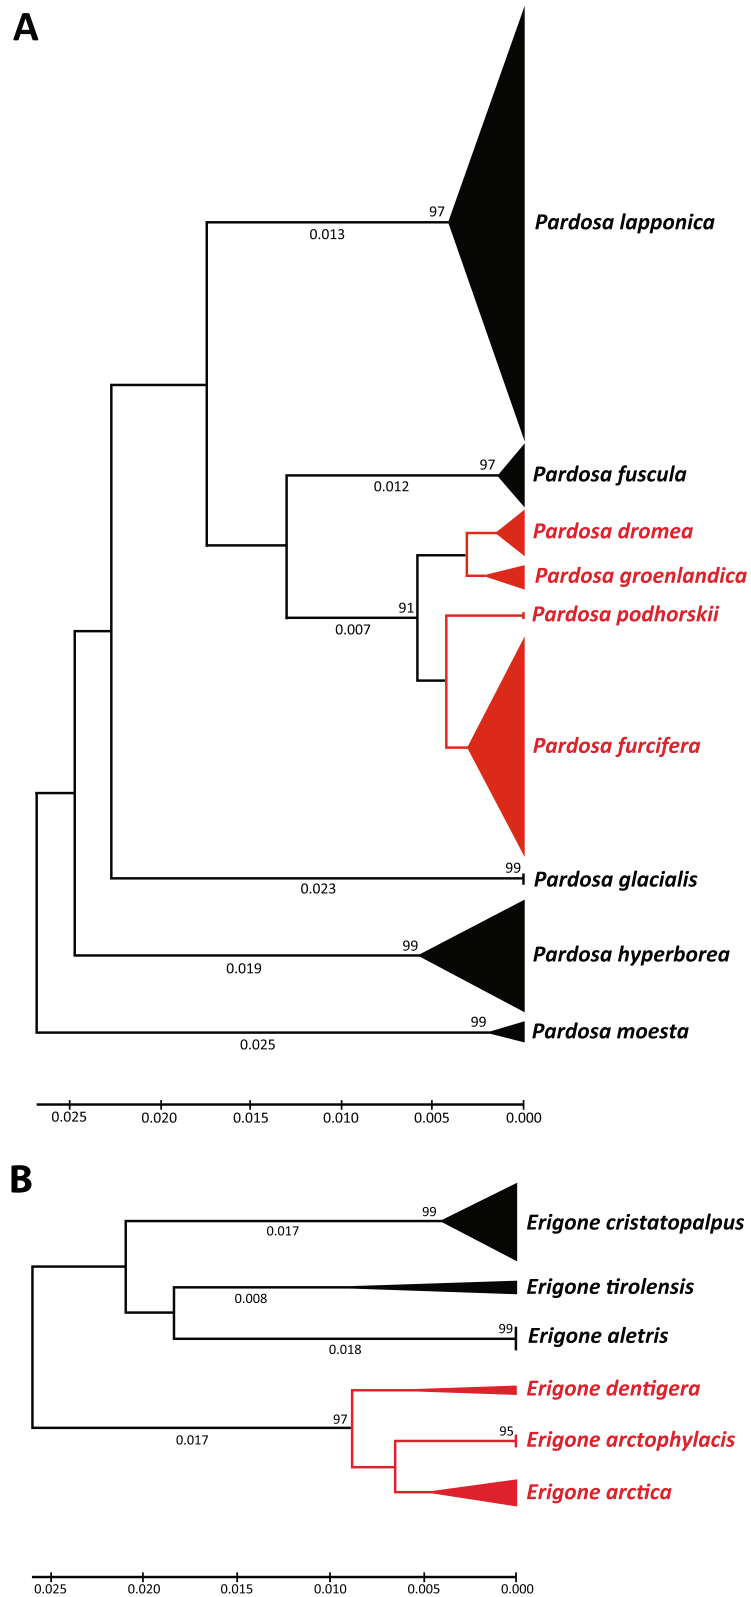 A
97
0.013
Pardosa lapponica
97
0.012
Pardosa fuscula
Pardosa dromea
Pardosa groenlandica
91
0.007
Pardosa podhorskii
Pardosa furcifera
99
0.023
Pardosa glacialis
99
0.019
Pardosa hyperborea
99
0.025
Pardosa moesta
0.025 0.020 0.015 0.010 0.005 0.000
B
99
0.017
Erigone cristatopalpus
0.008
Erigone tirolensis
99
0.018
Erigone aletris
Erigone dentigera
97
0.017
95
Erigone arctophylacis
Erigone arctica
0.025 0.020 0.015 0.010 0.005 0.000